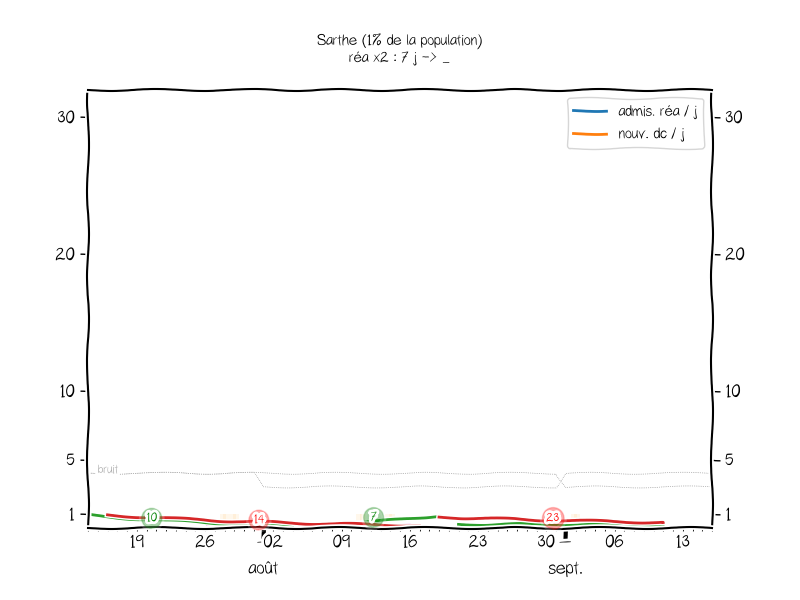 Sarthe (1% de la population)
réa x2 : 7 j -> _
admis. réa / j
nouv. dc / j
30
30
20
20
10
10
5
5
bruit
1
1
10
14
7
23
19 26 02 09 16 23 30 06 13
août sept.